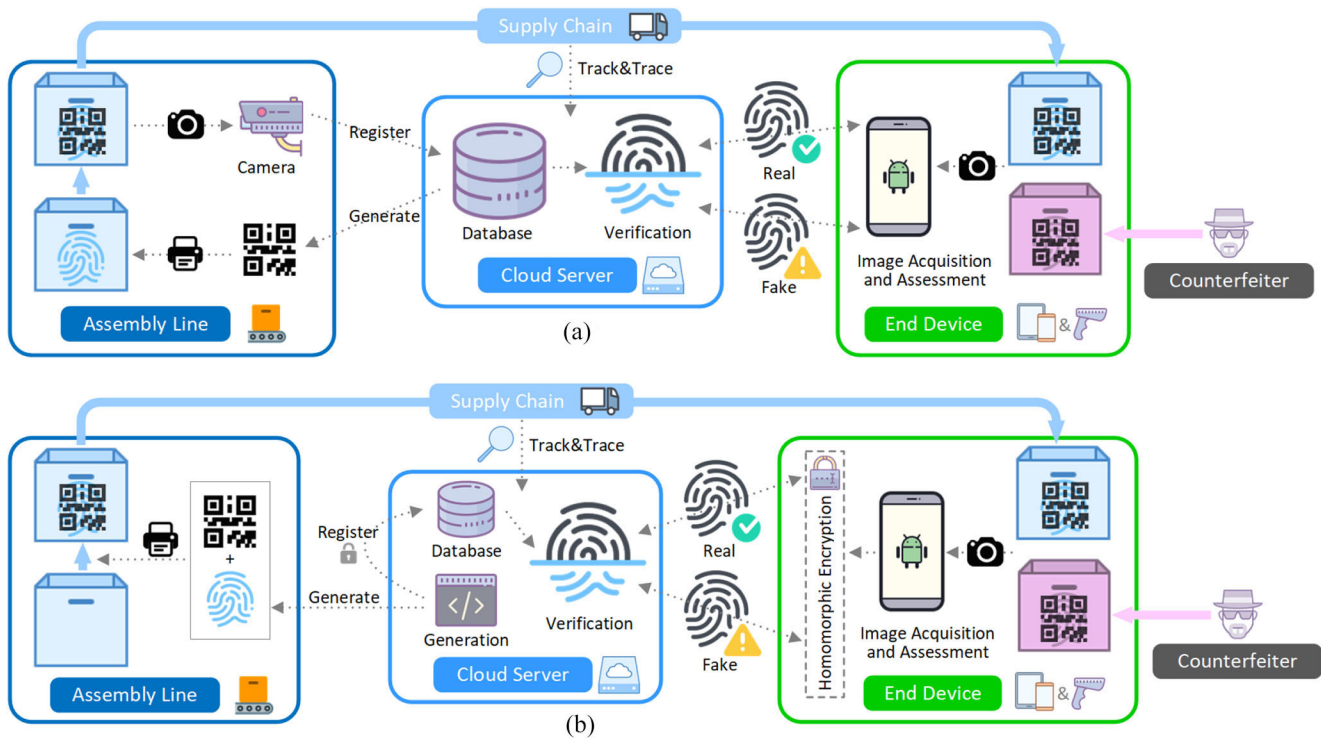 Supply Chain
Track&Trace
Register
Camera
Real
Generate
Database
Verification
Fake
Image Acquisition
and Assessment
Cloud Server
Counterfeiter
Assembly Line
End Device
&
(a)
Supply Chain
Track&Trace
Register
Database
Real
Homomorphic Encryption
+
Generate
</>
Generation
Verification
Fake
Image Acquisition
and Assessment
Counterfeiter
Cloud Server
Assembly Line
End Device
&
(b)